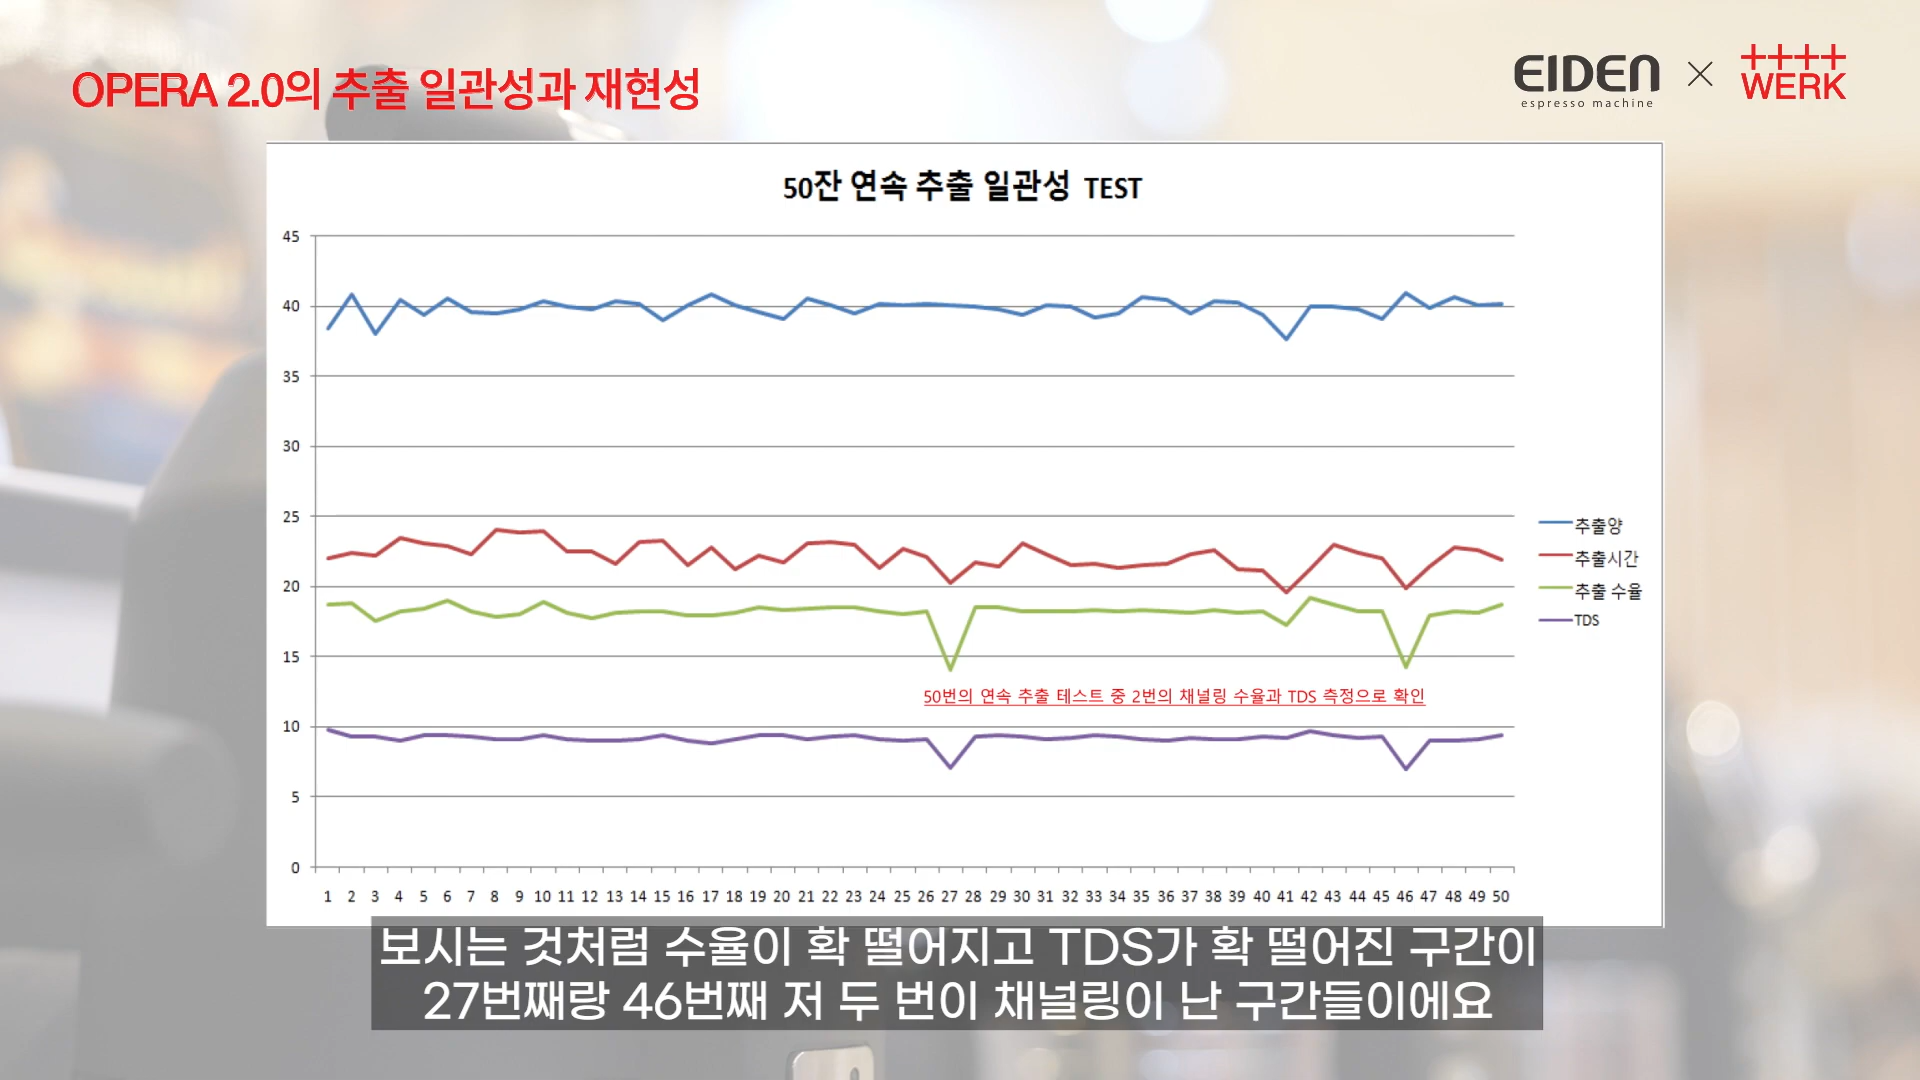 OPERA 2.0의 추출 일관성과 재현성
EIDEN
espresso machine
WERK
50잔 연속 추출 일관성 TEST
45
40
35
30
25
20
15
10
5
0
추출양
추출시간
추출 수율
TDS
50번의 연속 추출 테스트 중 2번의 채널링 수율과 TDS 측정으로 확인
1 2 3 4 5 6 7 8 9 10 11 12 13 14 15 16 17 18 19 20 21 22 23 24 25 26 27 28 29 30 31 32 33 34 35 36 37 38 39 40 41 42 43 44 45 46 47 48 49 50
보시는 것처럼 수율이 확 떨어지고 TDS가 확 떨어진 구간이
27번째랑 46번째 저 두 번이 채널링이 난 구간들이에요